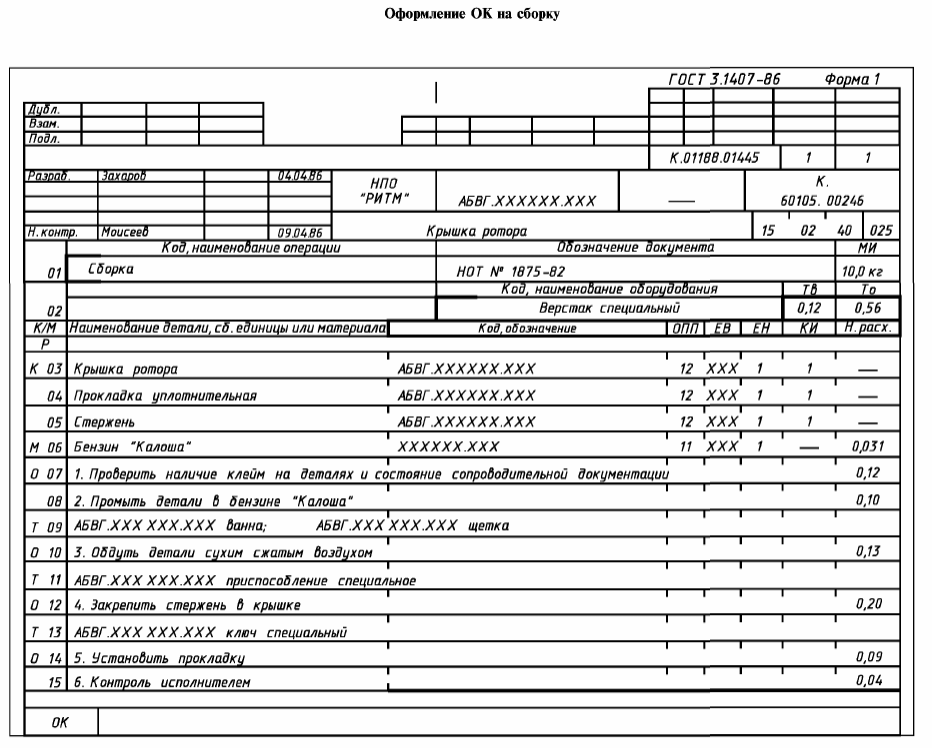 Оформление ОК на сборку
ГОСТ 3.1407-86 Форма 1
Дубл.
Взам.
Подл.
К.01188.01445 1 1
Разраб. Захаров 04.04.86 НПО "РИТМ" АБВГ.XXXXXX.XXX — К. 60105. 00246
Н.контр. Моисеев 09.04.86 Крышка ротора 15 02 40 025
Код, наименование операции Обозначение документа МИ
01 Сборка НОТ № 1875-82 10,0 кг
Код, наименование оборудования Тв То
02 Верстак специальный 0,12 0,56
К/М Наименование детали, сб. единицы или материала Код, обозначение ОПП ЕВ ЕН КИ Н.расх.
Р
К 03 Крышка ротора АБВГ.XXXXXX.XXX 12 XXX 1 1 —
04 Прокладка уплотнительная АБВГ.XXXXXX.XXX 12 XXX 1 1 —
05 Стержень АБВГ.XXXXXX.XXX 12 XXX 1 1 —
М 06 Бензин "Калоша" XXXXXX.XXX 11 XXX 1 — 0,031
О 07 1. Проверить наличие клейм на деталях и состояние сопроводительной документации 0,12
08 2. Промыть детали в бензине "Калоша" 0,10
Т 09 АБВГ.XXX XXX.XXX ванна; АБВГ.XXX XXX.XXX щетка
О 10 3. Обдуть детали сухим сжатым воздухом 0,13
Т 11 АБВГ.XXX XXX.XXX приспособление специальное
О 12 4. Закрепить стержень в крышке 0,20
Т 13 АБВГ.XXX XXX.XXX ключ специальный
О 14 5. Установить прокладку 0,09
15 6. Контроль исполнителем 0,04
ОК